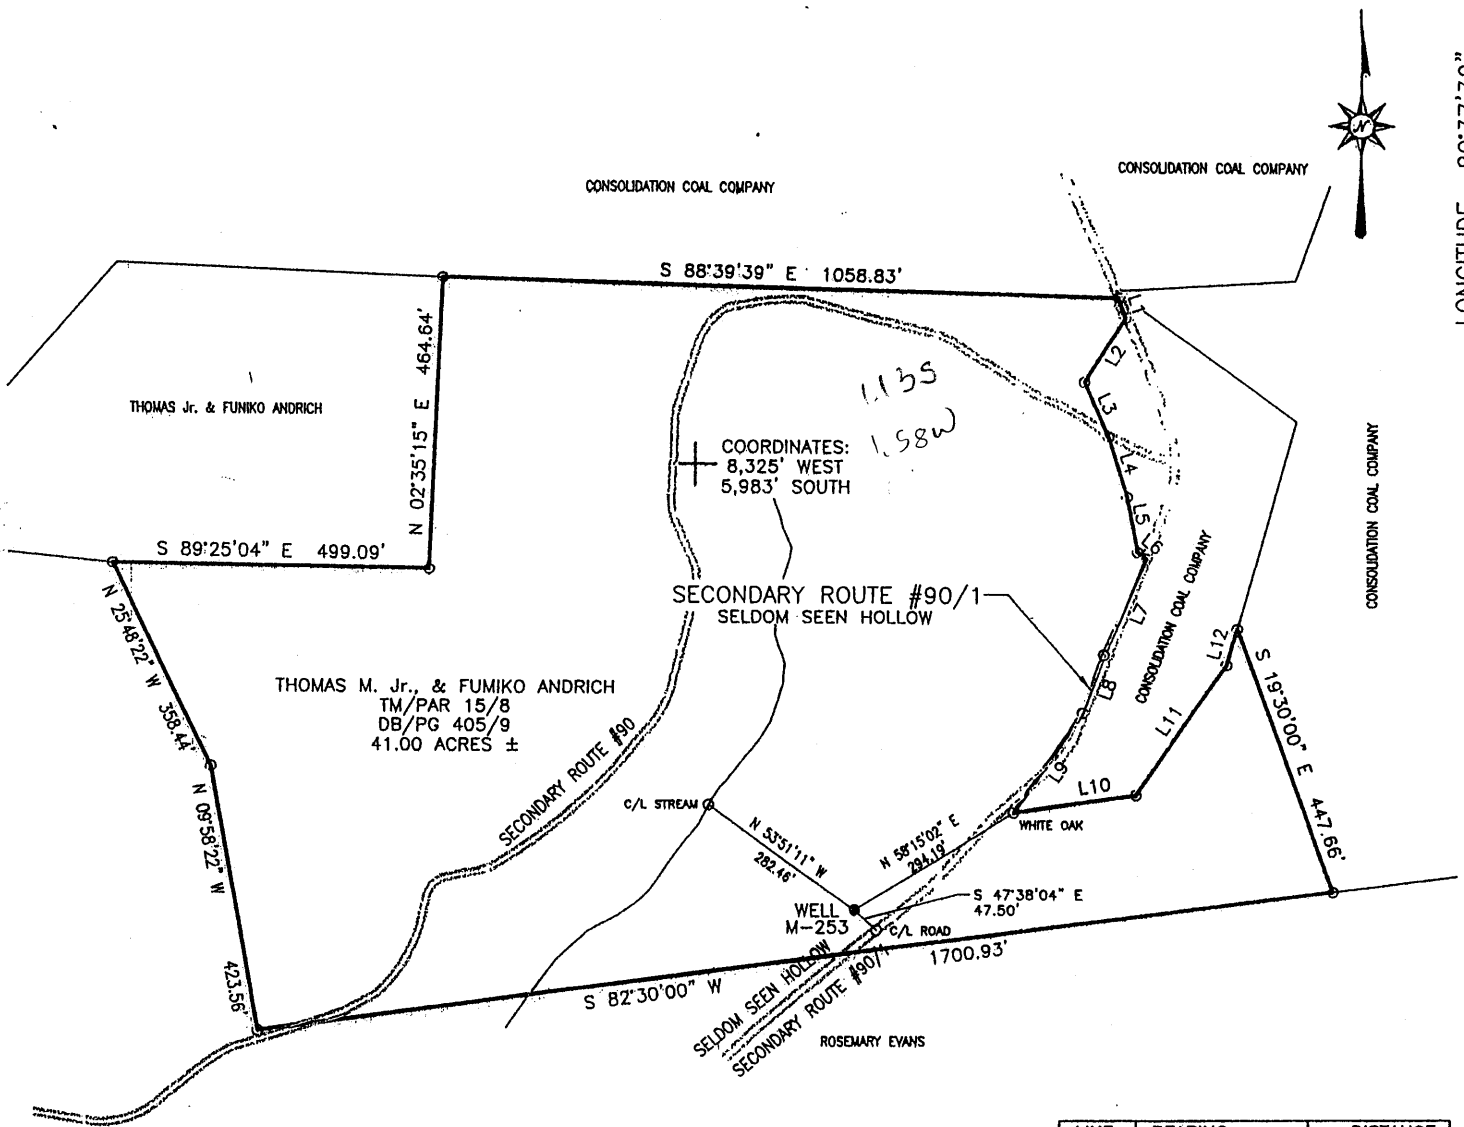 CONSOLIDATION COAL COMPANY
CONSOLIDATION COAL COMPANY
N
S 88°39'39" E 1058.83'
L1
L2
L3
L4
L5
L6
L7
L8
L9
L10
L11
L12
N 02°35'15" E 464.64'
THOMAS Jr. & FUNIKO ANDRICH
1.13S
1.58W
COORDINATES:
8,325' WEST
5,983' SOUTH
S 89°25'04" E 499.09'
SECONDARY ROUTE #90/1
SELDOM SEEN HOLLOW
CONSOLIDATION COAL COMPANY
CONSOLIDATION COAL COMPANY
N 25°48'22" W 358.44'
THOMAS M. Jr., & FUMIKO ANDRICH
TM/PAR 15/8
DB/PG 405/9
41.00 ACRES ±
SECONDARY ROUTE #90
S 19°30'00" E 447.66'
C/L STREAM
N 53°51'11" W
282.46'
N 58°15'02" E
294.19'
WHITE OAK
N 09°58'22" W 423.56'
WELL
M-253
S 47°38'04" E
47.50'
C/L ROAD
S 82°30'00" W 1700.93'
SELDOM SEEN HOLLOW
SECONDARY ROUTE #90/1
ROSEMARY EVANS
LINE BEARING DISTANCE
LONGITUDE